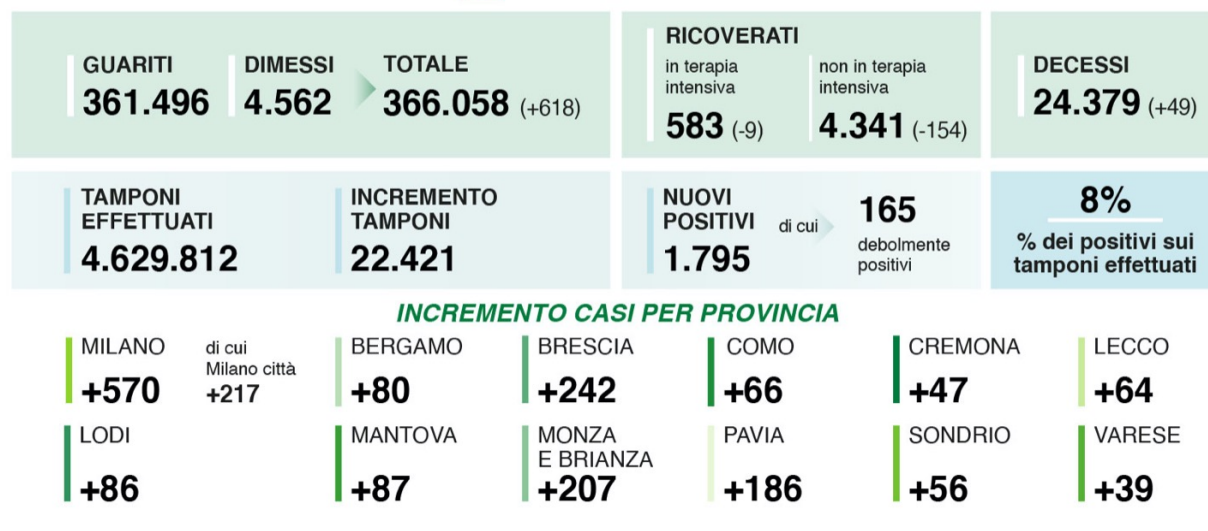 GUARITI
361.496
DIMESSI
4.562
TOTALE
366.058 (+618)
RICOVERATI
in terapia
intensiva
583 (-9)
non in terapia
intensiva
4.341 (-154)
DECESSI
24.379 (+49)
TAMPONI
EFFETTUATI
4.629.812
INCREMENTO
TAMPONI
22.421
NUOVI
POSITIVI
1.795
di cui
165
debolmente
positivi
8%
% dei positivi sui
tamponi effettuati
INCREMENTO CASI PER PROVINCIA
MILANO
+570
di cui
Milano città
+217
BERGAMO
+80
BRESCIA
+242
COMO
+66
CREMONA
+47
LECCO
+64
LODI
+86
MANTOVA
+87
MONZA
E BRIANZA
+207
PAVIA
+186
SONDRIO
+56
VARESE
+39